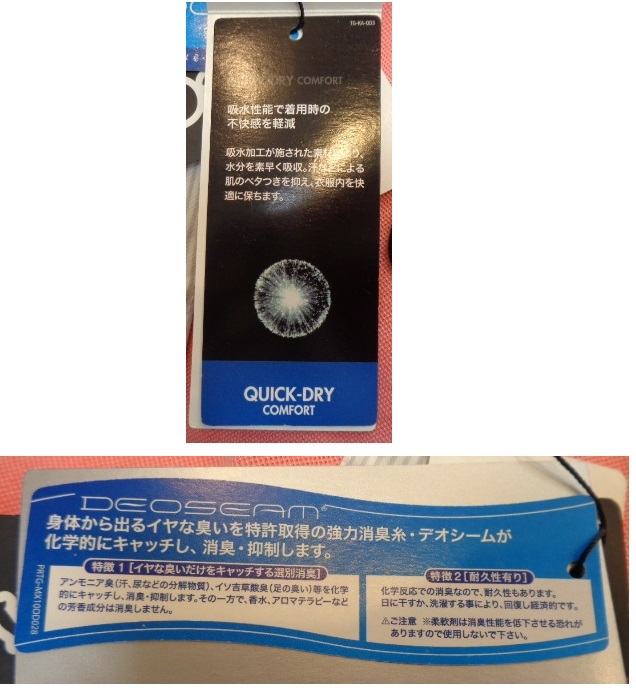 TG-KA-003
QUICK-DRY COMFORT
吸水性能で着用時の
不快感を軽減
吸水加工が施された素材
水分を素早く吸収。汗などによる
肌のベタつきを抑え、衣服内を快
適に保ちます。
QUICK-DRY
COMFORT
DEOSEAM®
身体から出るイヤな臭いを特許取得の強力消臭糸・デオシームが
化学的にキャッチし、消臭・抑制します。
特徴1[イヤな臭いだけをキャッチする選別消臭]
アンモニア臭(汗、尿などの分解物質)、イソ吉草酸臭(足の臭い)等を化学
的にキャッチし、消臭・抑制します。その一方で、香水、アロマテラピーなど
の芳香成分は消臭しません。
特徴2[耐久性有り]
化学反応での消臭なので、耐久性もあります。
日に干すか、洗濯する事により、回復し経済的です。
⚠ご注意 ※柔軟剤は消臭性能を低下させる恐れが
ありますので使用しないで下さい。
PRTG-MIX10OD028